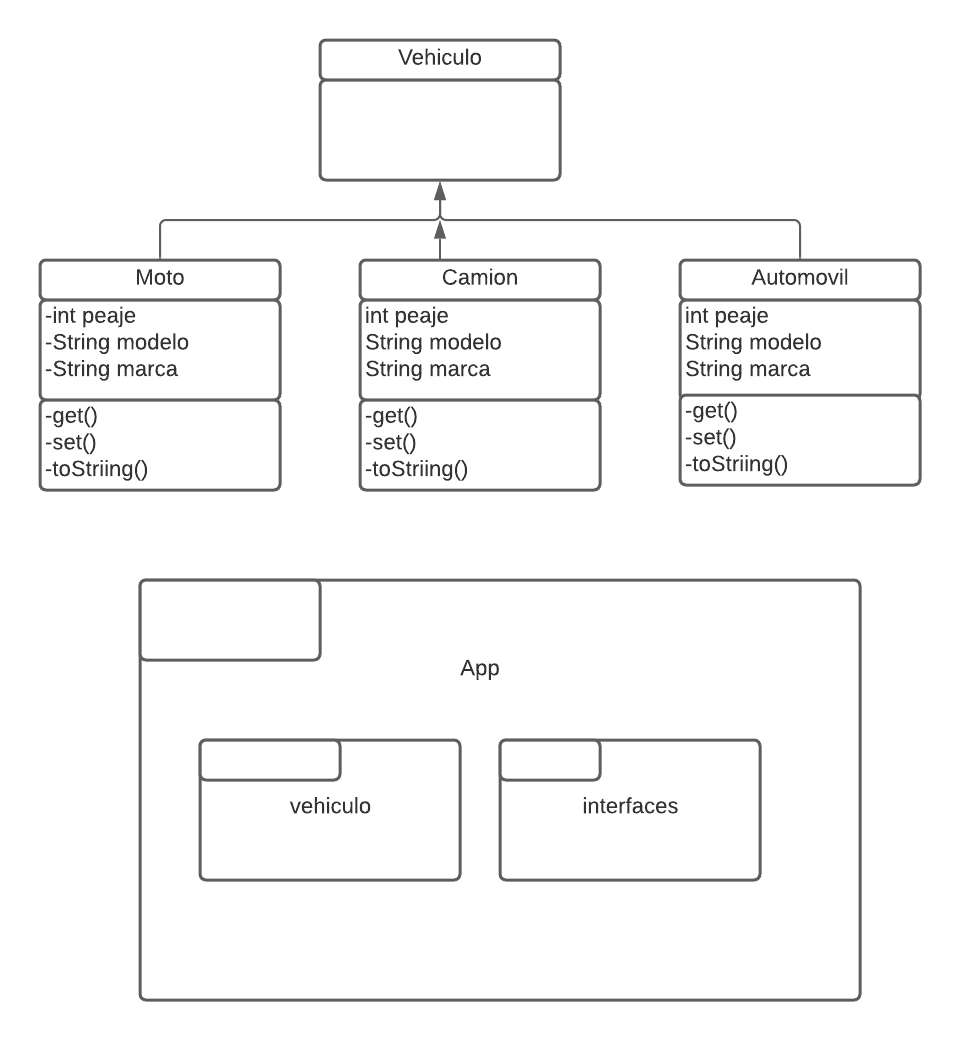 Vehiculo
Moto
-int peaje
-String modelo
-String marca
-get()
-set()
-toStriing()
Camion
int peaje
String modelo
String marca
-get()
-set()
-toStriing()
Automovil
int peaje
String modelo
String marca
-get()
-set()
-toStriing()
App
vehiculo
interfaces